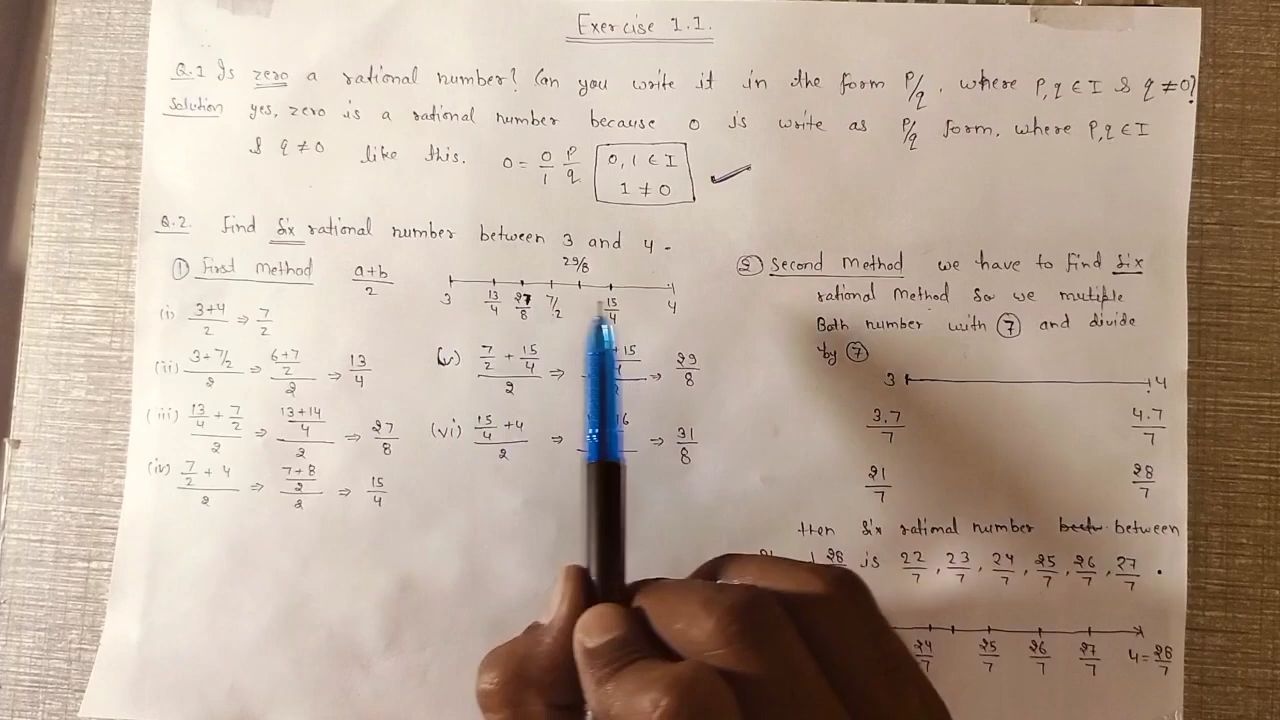 Exercise 1.1.
Q.1 Is zero a rational number? Can you write it in the form P/q, where P,q ∈ I & q ≠ 0?
Solution yes, zero is a rational number because 0 is write as P/q form, where P,q ∈ I
& q ≠ 0 like this. 0 = 0/1 P/q 0, 1 ∈ I
1 ≠ 0
Q.2. Find Six rational number between 3 and 4 -
① First Method a+b/2
3 13/4 27/8 7/2 29/8 15/4 4
(i) 3+4/2 ⇒ 7/2
(ii) 3+7/2/2 ⇒ 6+7/2/2 ⇒ 13/4
(iii) 13/4 + 7/2/2 ⇒ 13+14/4/2 ⇒ 27/8
(iv) 7/2 + 4/2 ⇒ 7+8/2/2 ⇒ 15/4
(v) 7/2 + 15/4/2 ⇒ +15 ⇒ 29/8
(vi) 15/4 +4/2 ⇒ 16 ⇒ 31/8
② Second Method we have to find six
rational Method So we mutiple
Both number with ⑦ and divide
by ⑦
3 4
3.7/7 4.7/7
21/7 28/7
then six rational number between
28 is 22/7, 23/7, 24/7, 25/7, 26/7, 27/7.
24/7 25/7 26/7 27/7 4=28/7